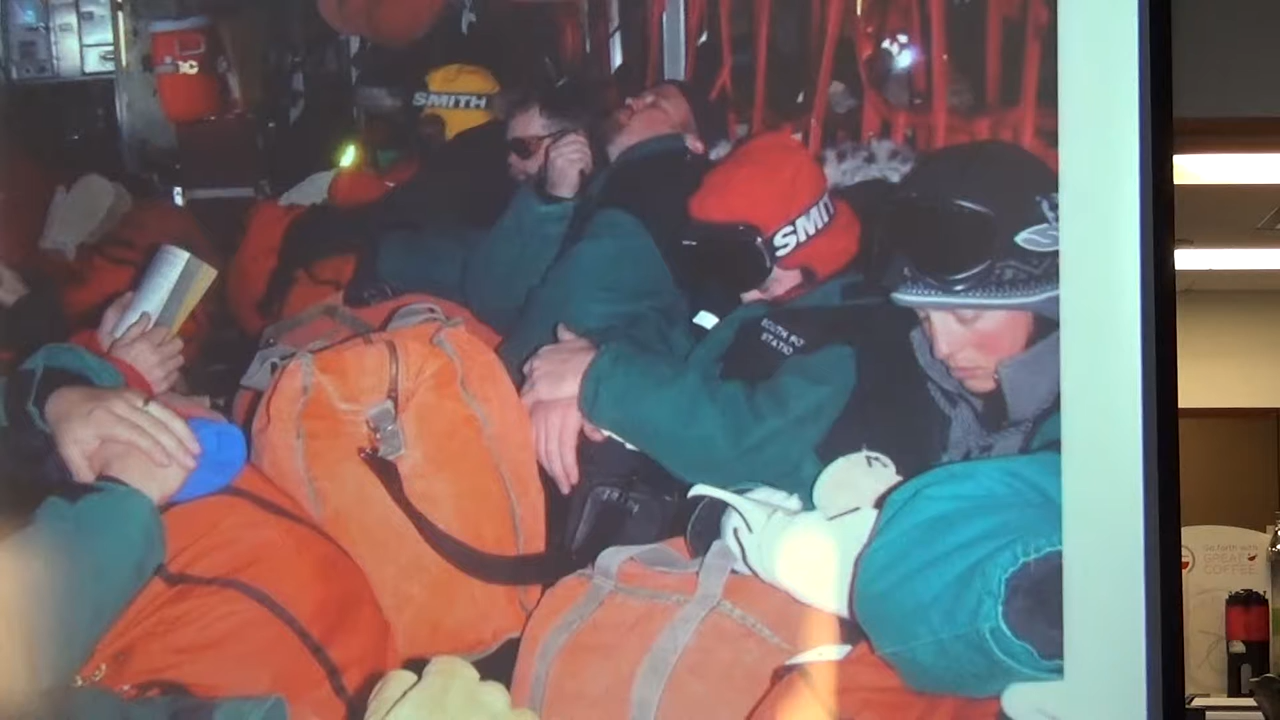 SMITH
SMIT
SOUTH PO
STATIO
Go forth with
GREAT
COFFEE.